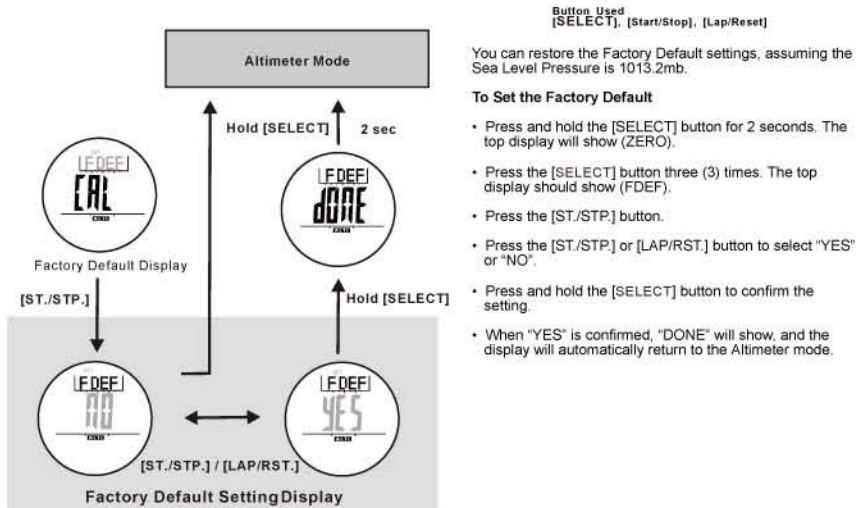 Button Used
[SELECT], [Start/Stop], [Lap/Reset]
You can restore the Factory Default settings, assuming the
Sea Level Pressure is 1013.2mb.
To Set the Factory Default
• Press and hold the [SELECT] button for 2 seconds. The
top display will show (ZERO).
• Press the [SELECT] button three (3) times. The top
display should show (FDEF).
• Press the [ST./STP.] button.
• Press the [ST./STP.] or [LAP/RST.] button to select “YES”
or “NO”.
• Press and hold the [SELECT] button to confirm the
setting.
• When “YES” is confirmed, “DONE” will show, and the
display will automatically return to the Altimeter mode.
Altimeter Mode
Hold [SELECT]
2 sec
SET
FDEF
CAL
ALTI
Factory Default Display
FDEF
dONE
ALTI
[ST./STP.]
Hold [SELECT]
FDEF
NO
ALTI
FDEF
YES
ALTI
[ST./STP.] / [LAP/RST.]
Factory Default Setting Display